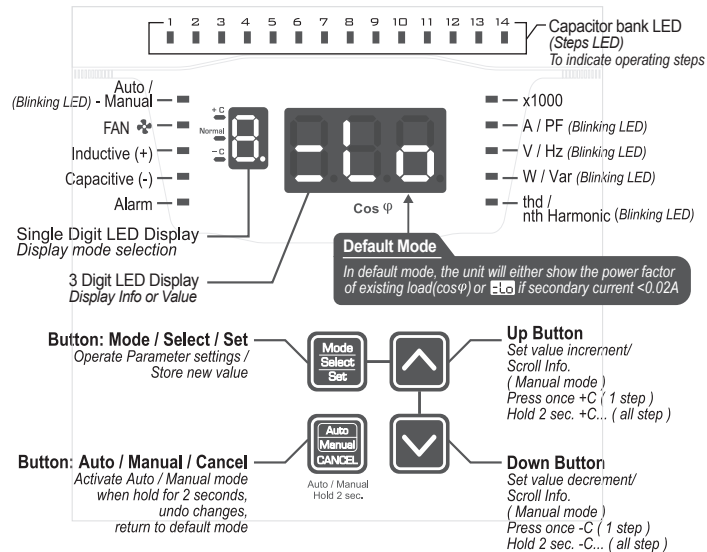 1 2 3 4 5 6 7 8 9 10 11 12 13 14
Capacitor bank LED
(Steps LED)
To indicate operating steps
Auto /
(Blinking LED) - Manual
FAN
Inductive (+)
Capacitive (-)
Alarm
+ C
Normal
- C
8.
=Lo
Cos φ
x1000
A / PF (Blinking LED)
V / Hz (Blinking LED)
W / Var (Blinking LED)
thd /
nth Harmonic (Blinking LED)
Single Digit LED Display
Display mode selection
3 Digit LED Display
Display Info or Value
Default Mode
In default mode, the unit will either show the power factor
of existing load(cosφ) or =Lo if secondary current <0.02A
Button: Mode / Select / Set
Operate Parameter settings /
Store new value
Mode
Select
Set
Up Button
Set value increment/
Scroll Info.
( Manual mode )
Press once +C ( 1 step )
Hold 2 sec. +C... ( all step )
Button: Auto / Manual / Cancel
Activate Auto / Manual mode
when hold for 2 seconds,
undo changes,
return to default mode
Auto
Manual
CANCEL
Auto / Manual
Hold 2 sec.
Down Button
Set value decrement/
Scroll Info.
( Manual mode )
Press once -C ( 1 step )
Hold 2 sec. -C... ( all step )